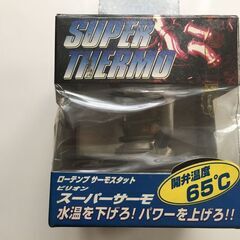 SUPER
THERMO
開弁温度
65℃
ローテンプ サーモスタット
ビリオン
スーパーサーモ
水温を下げろ!パワーを上げろ!!